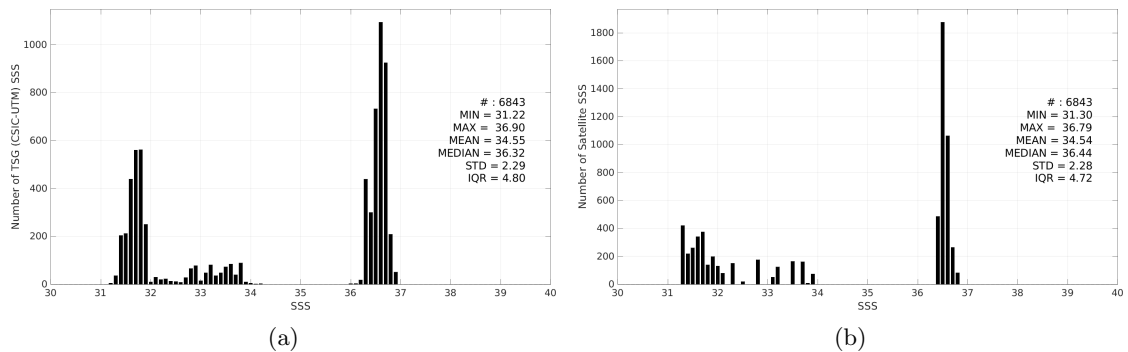 Number of TSG (CSIC-UTM) SSS
1000
800
600
400
200
0
# : 6843
MIN = 31.22
MAX = 36.90
MEAN = 34.55
MEDIAN = 36.32
STD = 2.29
IQR = 4.80
30 31 32 33 34 35 36 37 38 39 40
SSS
(a)
Number of Satellite SSS
1800
1600
1400
1200
1000
800
600
400
200
0
# : 6843
MIN = 31.30
MAX = 36.79
MEAN = 34.54
MEDIAN = 36.44
STD = 2.28
IQR = 4.72
30 31 32 33 34 35 36 37 38 39 40
SSS
(b)